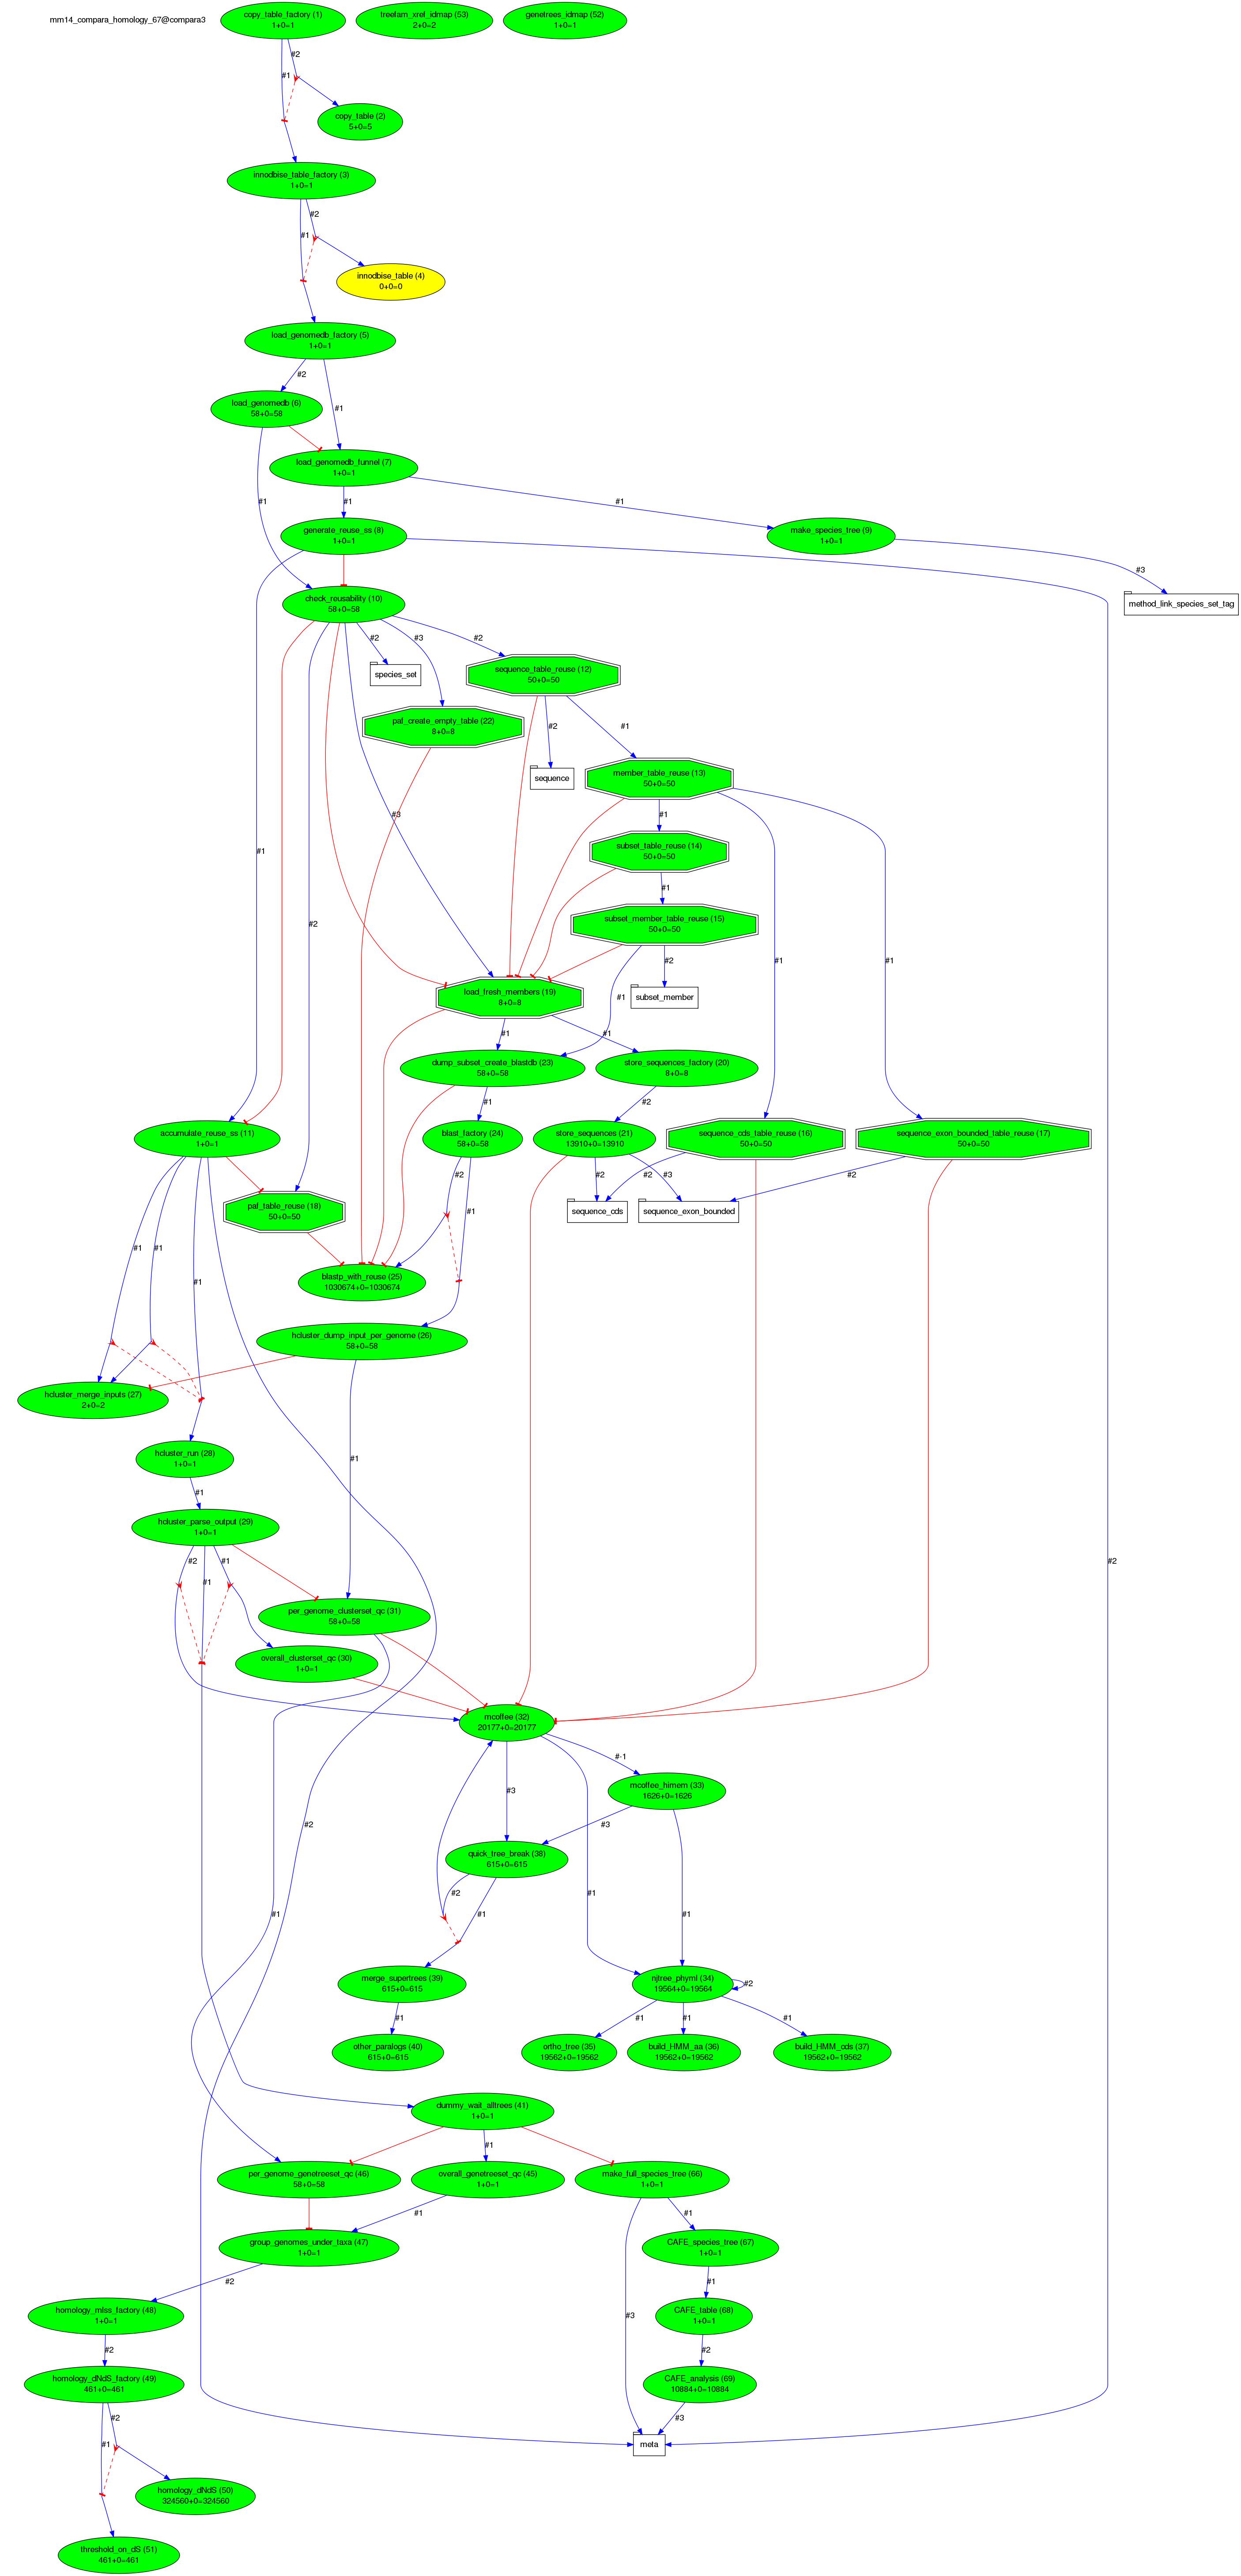 mm14_compara_homology_67@compara3
copy_table_factory (1)
1+0=1
treefam_xref_idmap (53)
2+0=2
genetrees_idmap (52)
1+0=1
#2
#1
copy_table (2)
5+0=5
innodbise_table_factory (3)
1+0=1
#2
#1
innodbise_table (4)
0+0=0
load_genomedb_factory (5)
1+0=1
#2
#1
load_genomedb (6)
58+0=58
load_genomedb_funnel (7)
1+0=1
#1
#1
#1
generate_reuse_ss (8)
1+0=1
make_species_tree (9)
1+0=1
#3
check_reusability (10)
58+0=58
method_link_species_set_tag
#2
#3
#2
species_set
sequence_table_reuse (12)
50+0=50
paf_create_empty_table (22)
8+0=8
#2
#1
sequence
member_table_reuse (13)
50+0=50
#3
#1
#1
subset_table_reuse (14)
50+0=50
#1
#2
subset_member_table_reuse (15)
50+0=50
#2
#1
#1
load_fresh_members (19)
8+0=8
#1
subset_member
#1
#1
dump_subset_create_blastdb (23)
58+0=58
store_sequences_factory (20)
8+0=8
#1
#2
accumulate_reuse_ss (11)
1+0=1
blast_factory (24)
58+0=58
store_sequences (21)
13910+0=13910
sequence_cds_table_reuse (16)
50+0=50
sequence_exon_bounded_table_reuse (17)
50+0=50
#2
#2
#2
#3
#2
paf_table_reuse (18)
50+0=50
#1
sequence_cds
sequence_exon_bounded
#1
#1
#1
blastp_with_reuse (25)
1030674+0=1030674
hcluster_dump_input_per_genome (26)
58+0=58
hcluster_merge_inputs (27)
2+0=2
hcluster_run (28)
1+0=1
#1
#1
hcluster_parse_output (29)
1+0=1
#2
#1
#1
#2
per_genome_clusterset_qc (31)
58+0=58
overall_clusterset_qc (30)
1+0=1
mcoffee (32)
20177+0=20177
#-1
#3
mcoffee_himem (33)
1626+0=1626
#2
#3
quick_tree_break (38)
615+0=615
#2
#1
#1
#1
#1
merge_supertrees (39)
615+0=615
njtree_phyml (34)
19564+0=19564
#2
#1
#1
#1
#1
other_paralogs (40)
615+0=615
ortho_tree (35)
19562+0=19562
build_HMM_aa (36)
19562+0=19562
build_HMM_cds (37)
19562+0=19562
dummy_wait_alltrees (41)
1+0=1
#1
per_genome_genetreeset_qc (46)
58+0=58
overall_genetreeset_qc (45)
1+0=1
make_full_species_tree (66)
1+0=1
#1
#1
group_genomes_under_taxa (47)
1+0=1
CAFE_species_tree (67)
1+0=1
#2
#1
homology_mlss_factory (48)
1+0=1
#3
CAFE_table (68)
1+0=1
#2
#2
homology_dNdS_factory (49)
461+0=461
CAFE_analysis (69)
10884+0=10884
#2
#3
#1
meta
homology_dNdS (50)
324560+0=324560
threshold_on_dS (51)
461+0=461